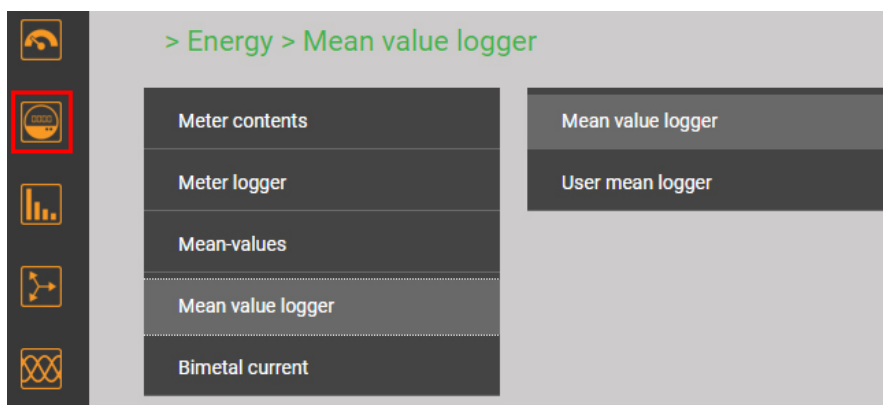 > Energy > Mean value logger
Meter contents
Meter logger
Mean-values
Mean value logger
Bimetal current
Mean value logger
User mean logger